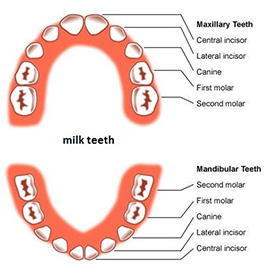 Maxillary Teeth
Central incisor
Lateral incisor
Canine
First molar
Second molar
milk teeth
Mandibular Teeth
Second molar
First molar
Canine
Lateral incisor
Central incisor